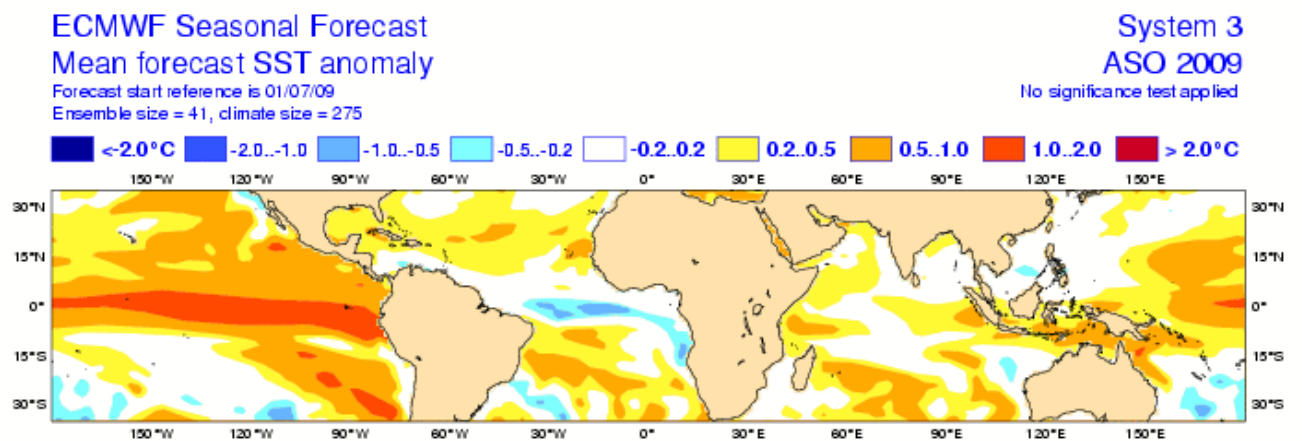 ECMWF Seasonal Forecast
System 3
Mean forecast SST anomaly
ASO 2009
Forecast start reference is 01/07/09
No significance test applied
Ensemble size = 41, climate size = 275
<-2.0°C -2.0..-1.0 -1.0..-0.5 -0.5..-0.2 -0.2..0.2 0.2..0.5 0.5..1.0 1.0..2.0 > 2.0°C
150°W 120°W 90°W 60°W 30°W 0° 30°E 60°E 90°E 120°E 150°E
30°N 30°N
15°N 15°N
0° 0°
15°S 15°S
30°S 30°S
150°W 120°W 90°W 60°W 30°W 0° 30°E 60°E 90°E 120°E 150°E